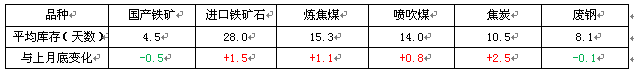 品种 国产铁矿 进口铁矿石 炼焦煤 喷吹煤 焦炭 废钢
平均库存（天数） 4.5 28.0 15.3 14.0 10.5 8.1
与上月底变化 -0.5 +1.5 +1.1 +0.8 +2.5 -0.1